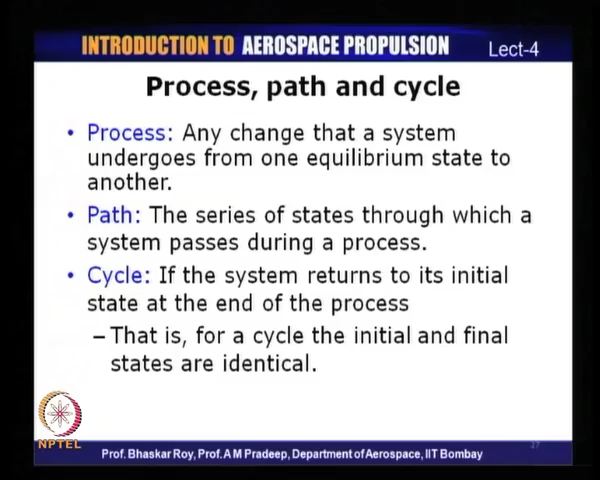 INTRODUCTION TO AEROSPACE PROPULSION Lect-4
Process, path and cycle
• Process: Any change that a system
undergoes from one equilibrium state to
another.
• Path: The series of states through which a
system passes during a process.
• Cycle: If the system returns to its initial
state at the end of the process
– That is, for a cycle the initial and final
states are identical.
NPTEL
Prof. Bhaskar Roy, Prof. A M Pradeep, Department of Aerospace, IIT Bombay
27